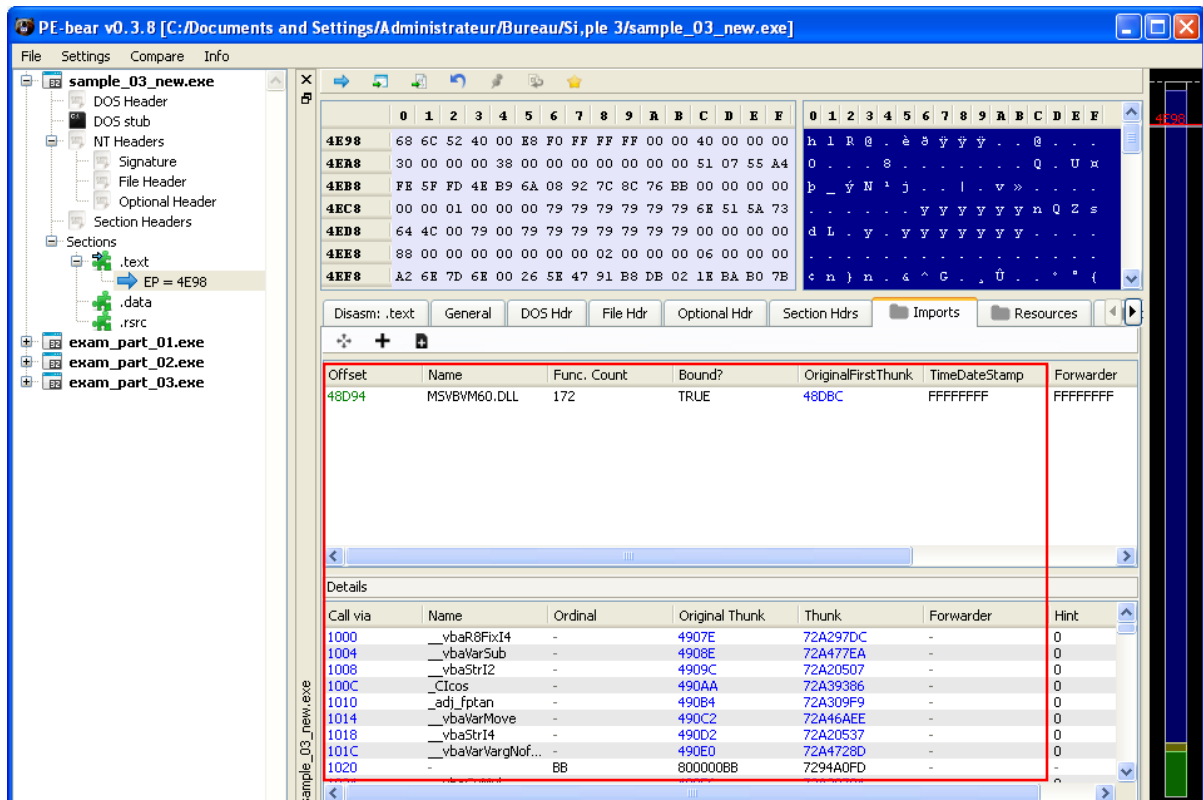 PE-bear v0.3.8 [C:/Documents and Settings/Administrateur/Bureau/Si,ple 3/sample_03_new.exe]
File Settings Compare Info
sample_03_new.exe
DOS Header
DOS stub
NT Headers
Signature
File Header
Optional Header
Section Headers
Sections
.text
EP = 4E98
.data
.rsrc
exam_part_01.exe
exam_part_02.exe
exam_part_03.exe
sample_03_new.exe
0 1 2 3 4 5 6 7 8 9 A B C D E F 0 1 2 3 4 5 6 7 8 9 A B C D E F
4E98 68 6C 52 40 00 E8 F0 FF FF FF 00 00 40 00 00 00 h l R @ . è ð ÿ ÿ ÿ . . @ . . .
4EA8 30 00 00 00 38 00 00 00 00 00 00 00 51 07 55 A4 0 . . . 8 . . . . . . . Q . U ¤
4EB8 FE 5F FD 4E B9 6A 08 92 7C 8C 76 BB 00 00 00 00 þ _ ý N ¹ j . . | . v » . . . .
4EC8 00 00 01 00 00 00 79 79 79 79 79 79 6E 51 5A 73 . . . . . . y y y y y y n Q Z s
4ED8 64 4C 00 79 00 79 79 79 79 79 79 79 00 00 00 00 d L . y . y y y y y y y . . . .
4EE8 88 00 00 00 00 00 00 00 02 00 00 00 06 00 00 00 . . . . . . . . . . . . . . . .
4EF8 A2 6E 7D 6E 00 26 5E 47 91 B8 DB 02 1E BA B0 7B ¢ n } n . & ^ G . ¸ Û . . º ° {
4E98
Disasm: .text General DOS Hdr File Hdr Optional Hdr Section Hdrs Imports Resources
Offset Name Func. Count Bound? OriginalFirstThunk TimeDateStamp Forwarder
48D94 MSVBVM60.DLL 172 TRUE 48DBC FFFFFFFF FFFFFFFF
Details
Call via Name Ordinal Original Thunk Thunk Forwarder Hint
1000 __vbaR8FixI4 - 4907E 72A297DC - 0
1004 __vbaVarSub - 4908E 72A477EA - 0
1008 __vbaStrI2 - 4909C 72A20507 - 0
100C _CIcos - 490AA 72A39386 - 0
1010 _adj_fptan - 490B4 72A309F9 - 0
1014 __vbaVarMove - 490C2 72A46AEE - 0
1018 __vbaStrI4 - 490D2 72A20537 - 0
101C __vbaVarVargNof... - 490E0 72A4728D - 0
1020 - BB 800000BB 7294A0FD - -